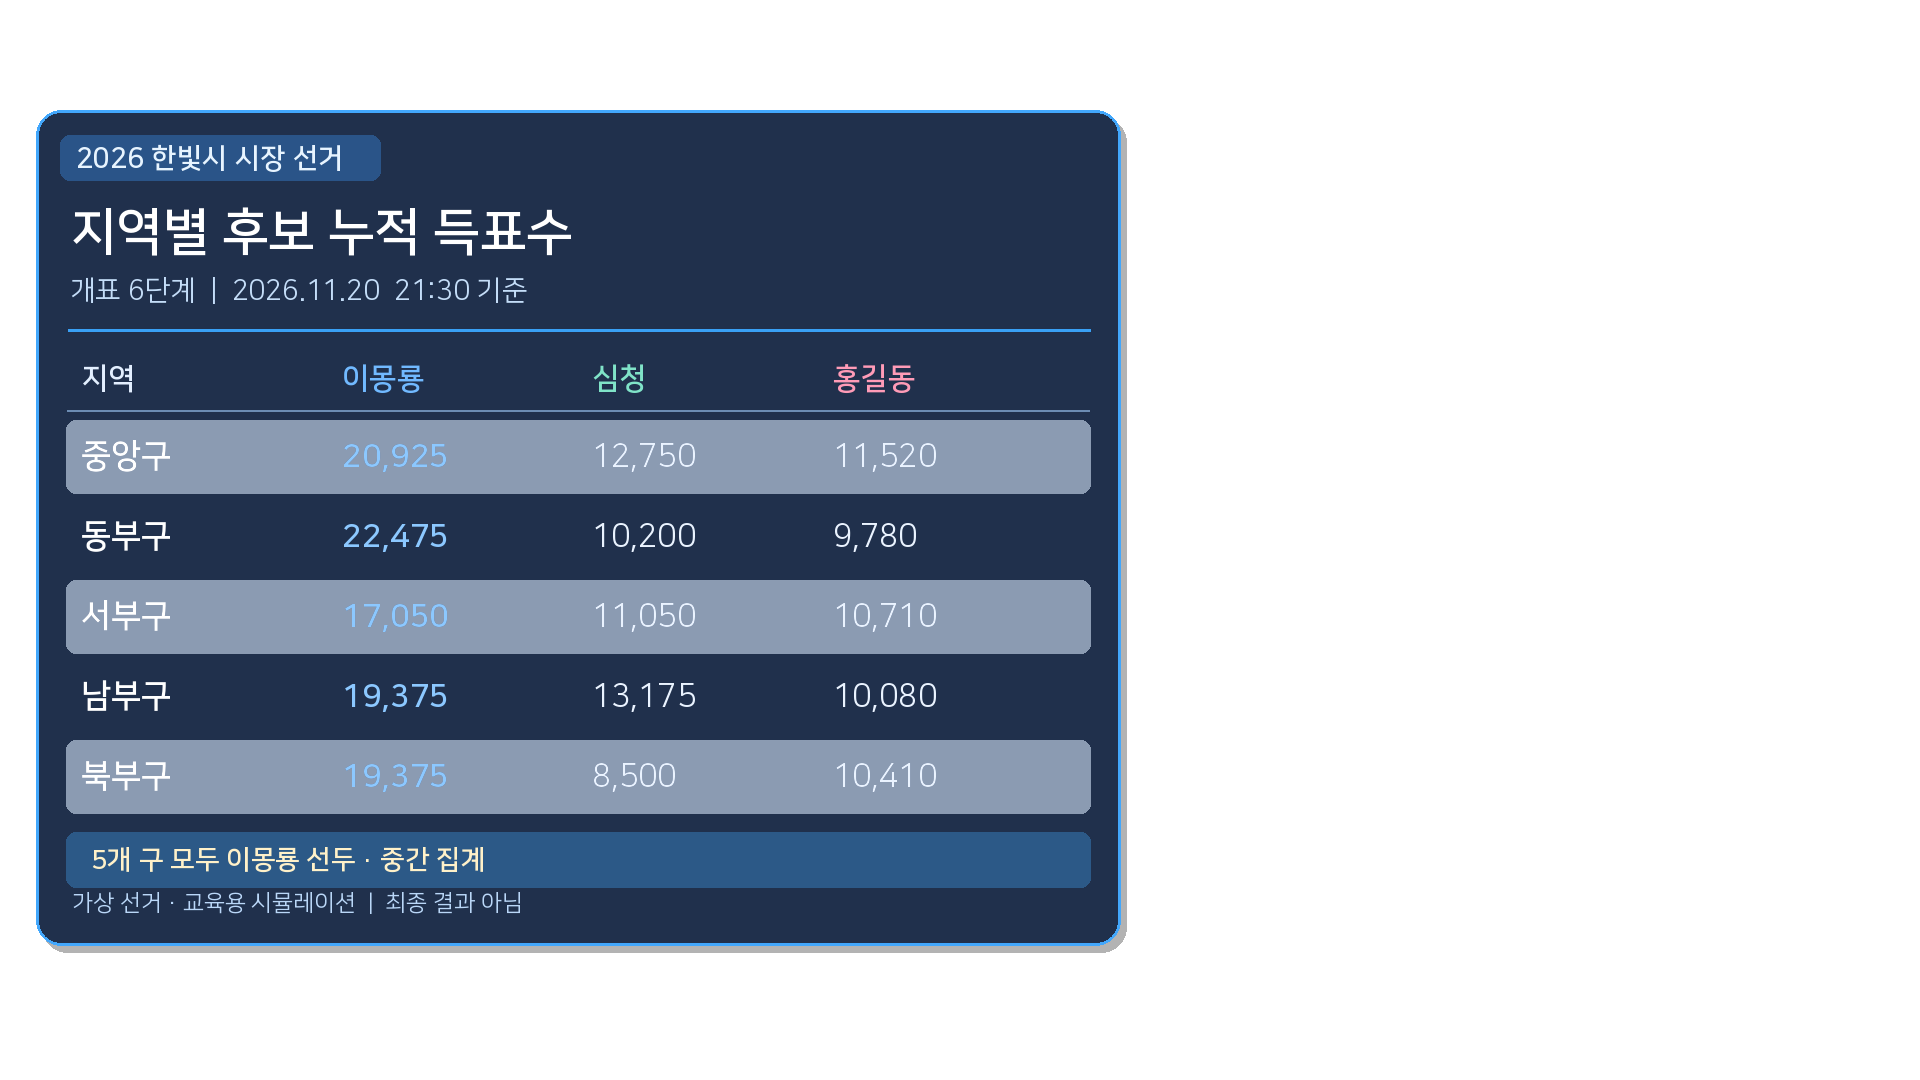 2026 한빛시 시장 선거
지역별 후보 누적 득표수
개표 6단계 | 2026.11.20 21:30 기준
지역 이몽룡 심청 홍길동
중앙구 20,925 12,750 11,520
동부구 22,475 10,200 9,780
서부구 17,050 11,050 10,710
남부구 19,375 13,175 10,080
북부구 19,375 8,500 10,410
5개 구 모두 이몽룡 선두 · 중간 집계
가상 선거 · 교육용 시뮬레이션 | 최종 결과 아님